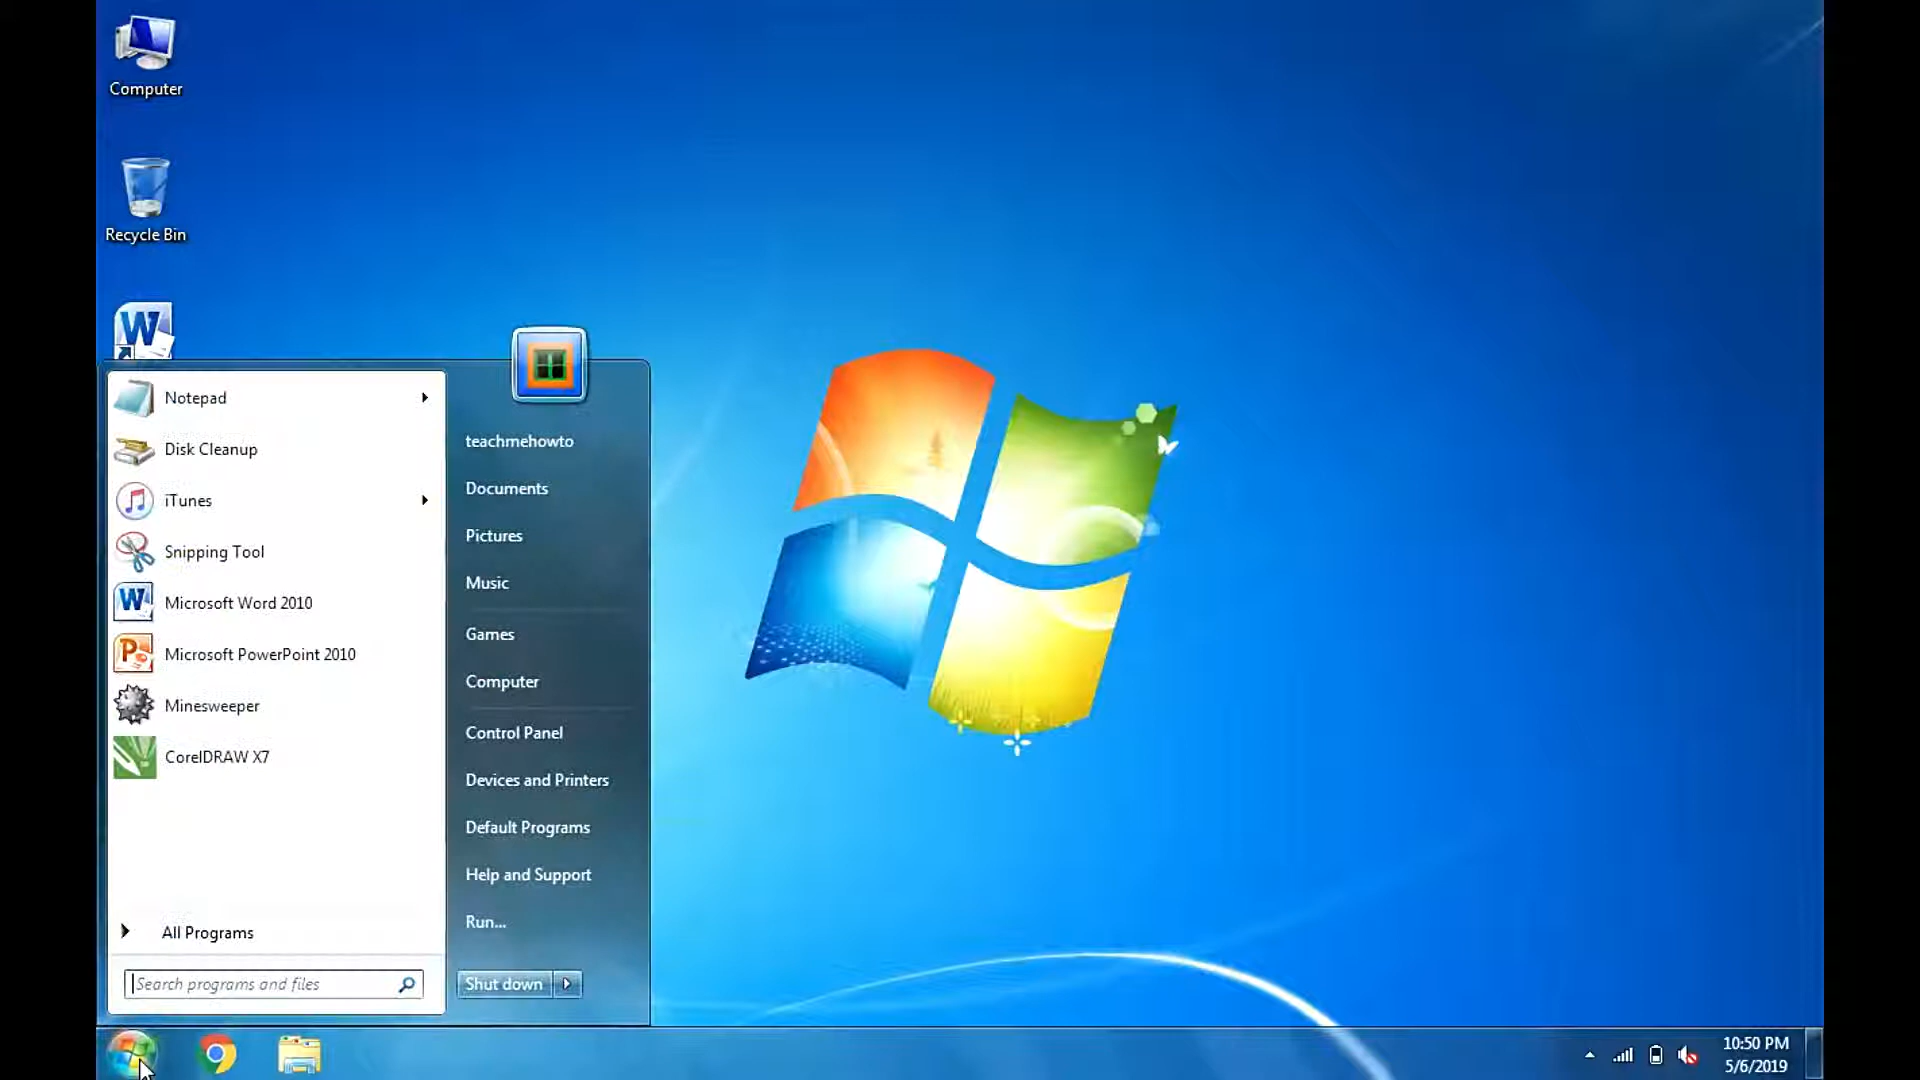 Computer
Recycle Bin
Notepad
Disk Cleanup
iTunes
Snipping Tool
Microsoft Word 2010
Microsoft PowerPoint 2010
Minesweeper
CorelDRAW X7
All Programs
Search programs and files
teachmehowto
Documents
Pictures
Music
Games
Computer
Control Panel
Devices and Printers
Default Programs
Help and Support
Run...
Shut down
10:50 PM
5/6/2019